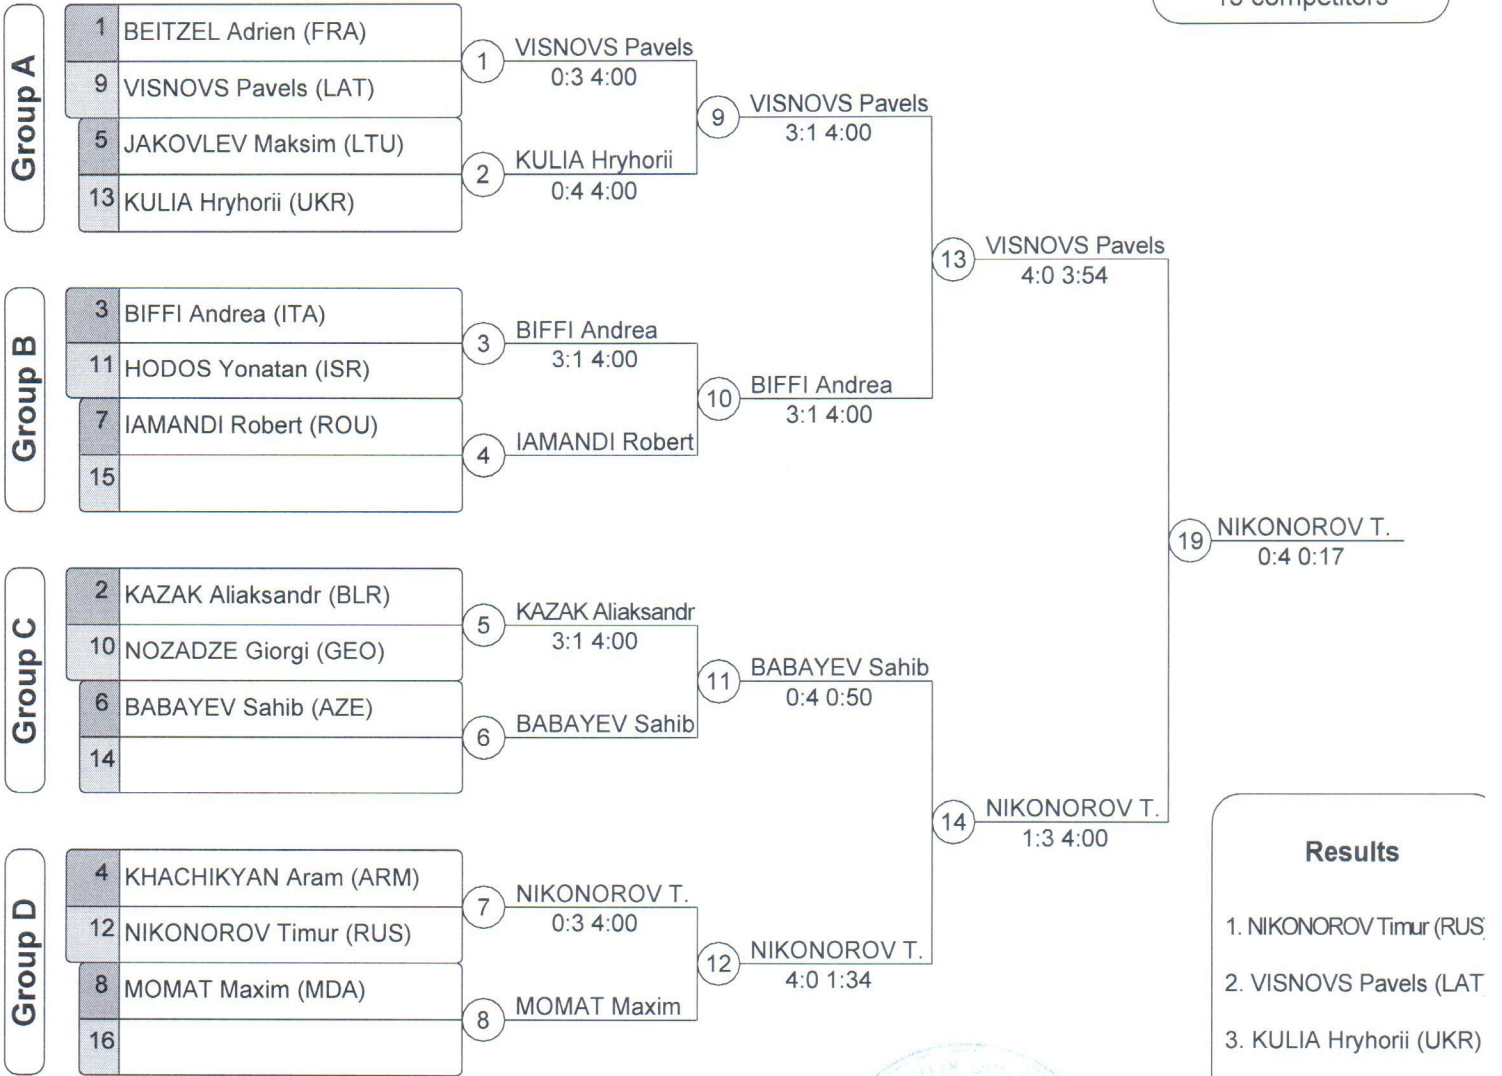 competitors
Group A
1 BEITZEL Adrien (FRA)
9 VISNOVS Pavels (LAT)
5 JAKOVLEV Maksim (LTU)
13 KULIA Hryhorii (UKR)
1 VISNOVS Pavels
0:3 4:00
2 KULIA Hryhorii
0:4 4:00
9 VISNOVS Pavels
3:1 4:00
Group B
3 BIFFI Andrea (ITA)
11 HODOS Yonatan (ISR)
7 IAMANDI Robert (ROU)
15
3 BIFFI Andrea
3:1 4:00
4 IAMANDI Robert
10 BIFFI Andrea
3:1 4:00
13 VISNOVS Pavels
4:0 3:54
Group C
2 KAZAK Aliaksandr (BLR)
10 NOZADZE Giorgi (GEO)
6 BABAYEV Sahib (AZE)
14
5 KAZAK Aliaksandr
3:1 4:00
6 BABAYEV Sahib
11 BABAYEV Sahib
0:4 0:50
Group D
4 KHACHIKYAN Aram (ARM)
12 NIKONOROV Timur (RUS)
8 MOMAT Maxim (MDA)
16
7 NIKONOROV T.
0:3 4:00
8 MOMAT Maxim
12 NIKONOROV T.
4:0 1:34
14 NIKONOROV T.
1:3 4:00
19 NIKONOROV T.
0:4 0:17
Results
1. NIKONOROV Timur (RUS)
2. VISNOVS Pavels (LAT
3. KULIA Hryhorii (UKR)